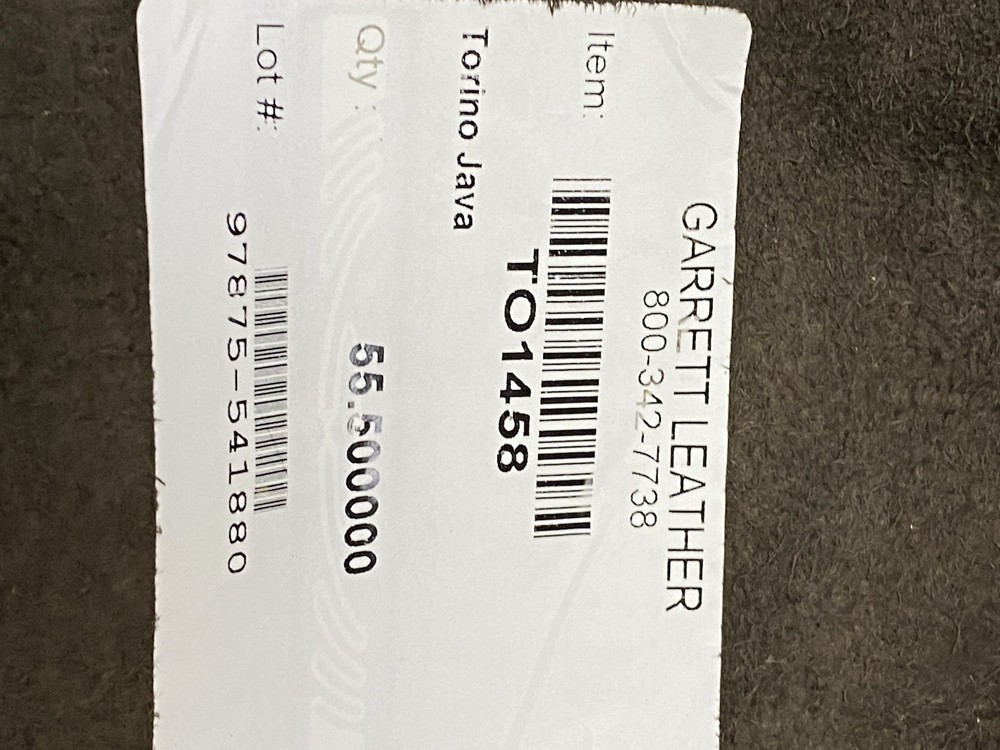 GARRETT LEATHER
800-342-7738
Item:
TO1458
Torino Java
Qty : 55.500000
Lot #:
97875-541880